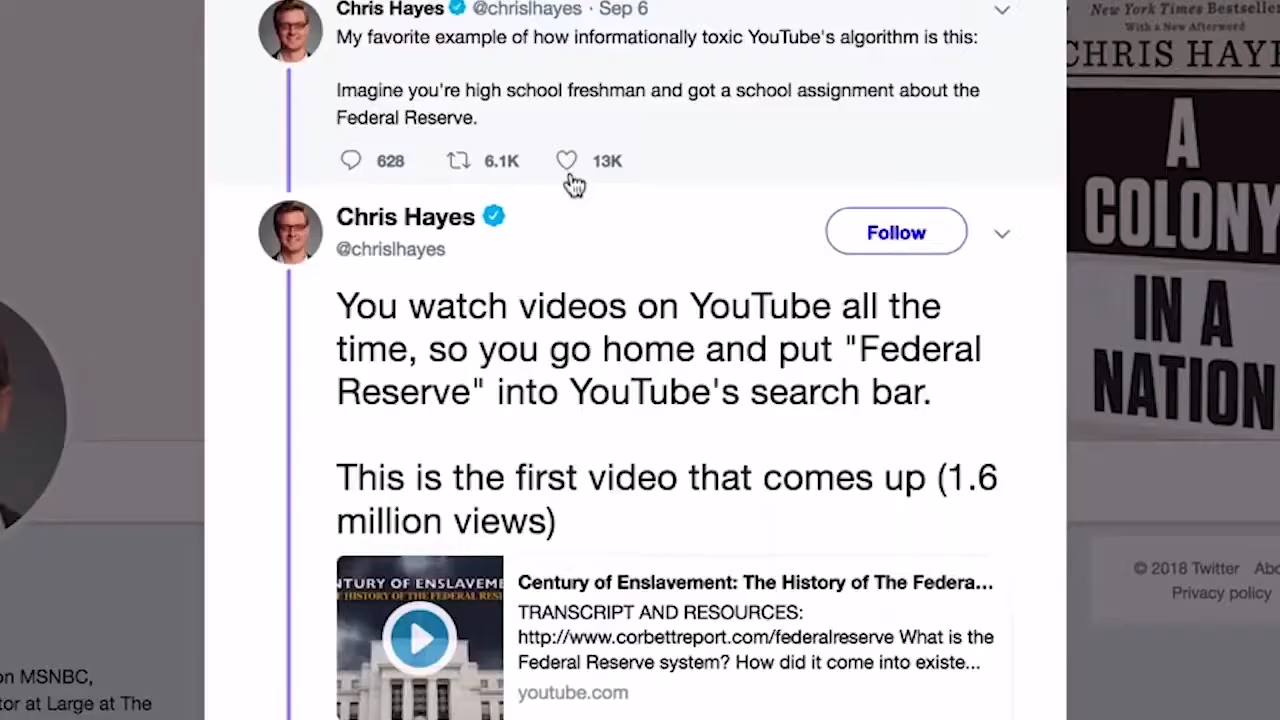 Chris Hayes @chrislhayes · Sep 6
My favorite example of how informationally toxic YouTube's algorithm is this:
Imagine you're high school freshman and got a school assignment about the
Federal Reserve.
628 6.1K 13K
Chris Hayes
@chrislhayes
Follow
You watch videos on YouTube all the
time, so you go home and put "Federal
Reserve" into YouTube's search bar.
This is the first video that comes up (1.6
million views)
NTURY OF ENSLAVEME
HISTORY OF THE FEDERAL RES
Century of Enslavement: The History of The Federa...
TRANSCRIPT AND RESOURCES:
http://www.corbettreport.com/federalreserve What is the
Federal Reserve system? How did it come into existe...
youtube.com
New York Times Bestselle
With a New Afterword
CHRIS HAY
A
COLONY
IN A
NATION
© 2018 Twitter Abo
Privacy policy
on MSNBC,
tor at Large at The